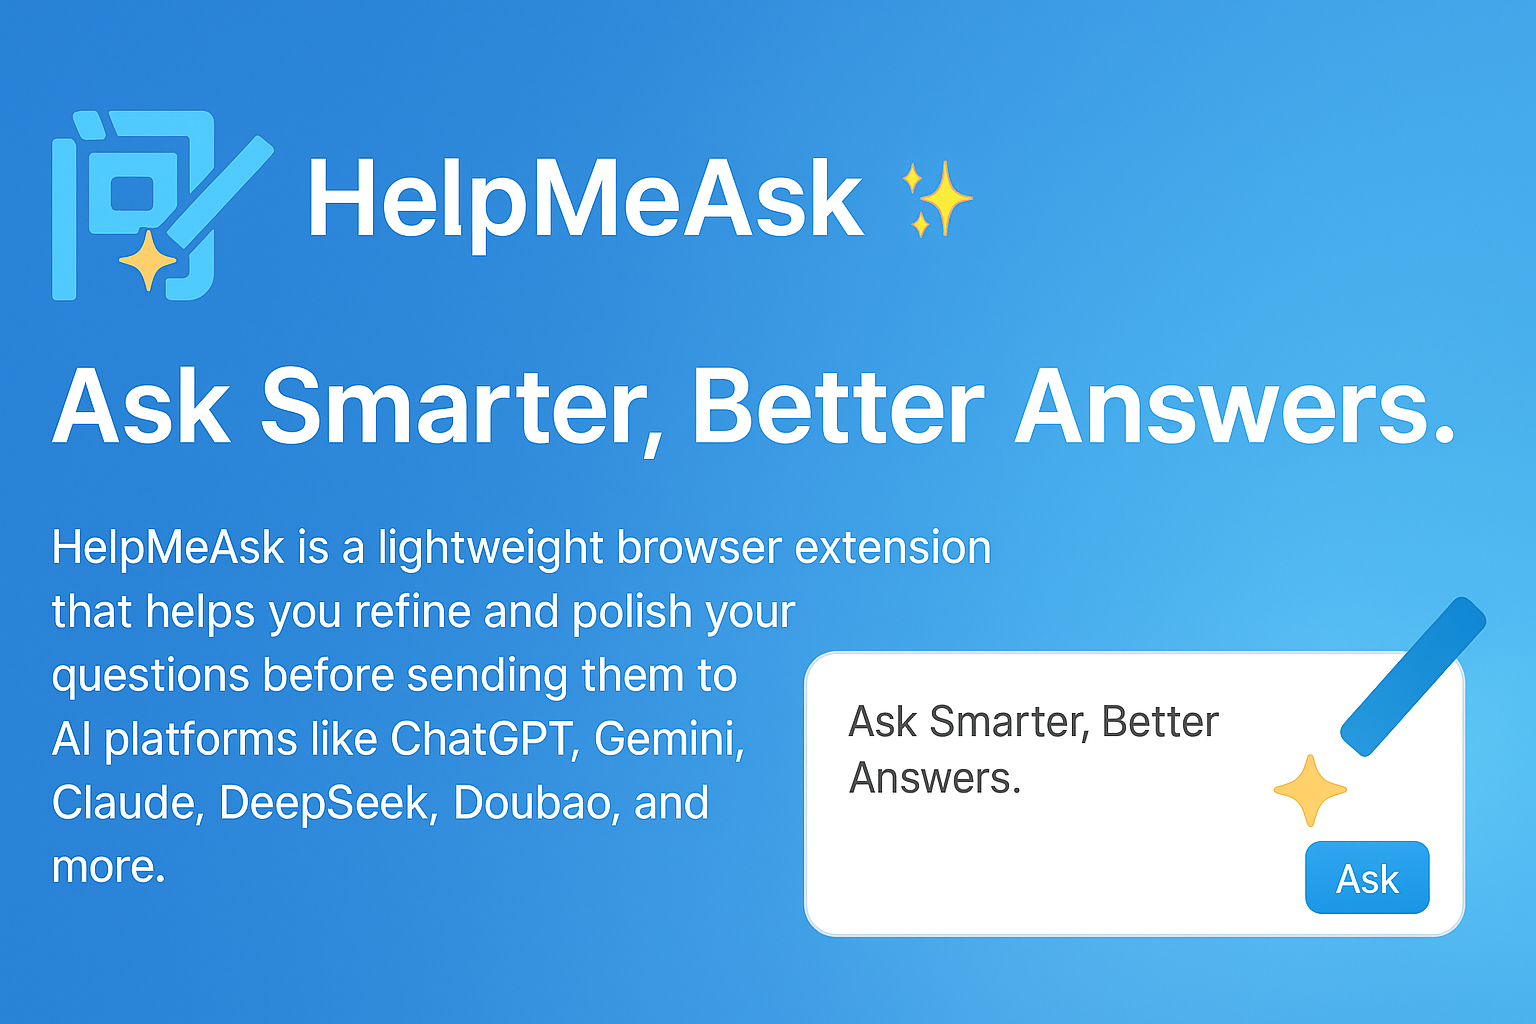 HelpMeAsk ✨
Ask Smarter, Better Answers.
HelpMeAsk is a lightweight browser extension
that helps you refine and polish your
questions before sending them to
AI platforms like ChatGPT, Gemini,
Claude, DeepSeek, Doubao, and
more.
Ask Smarter, Better
Answers.
Ask